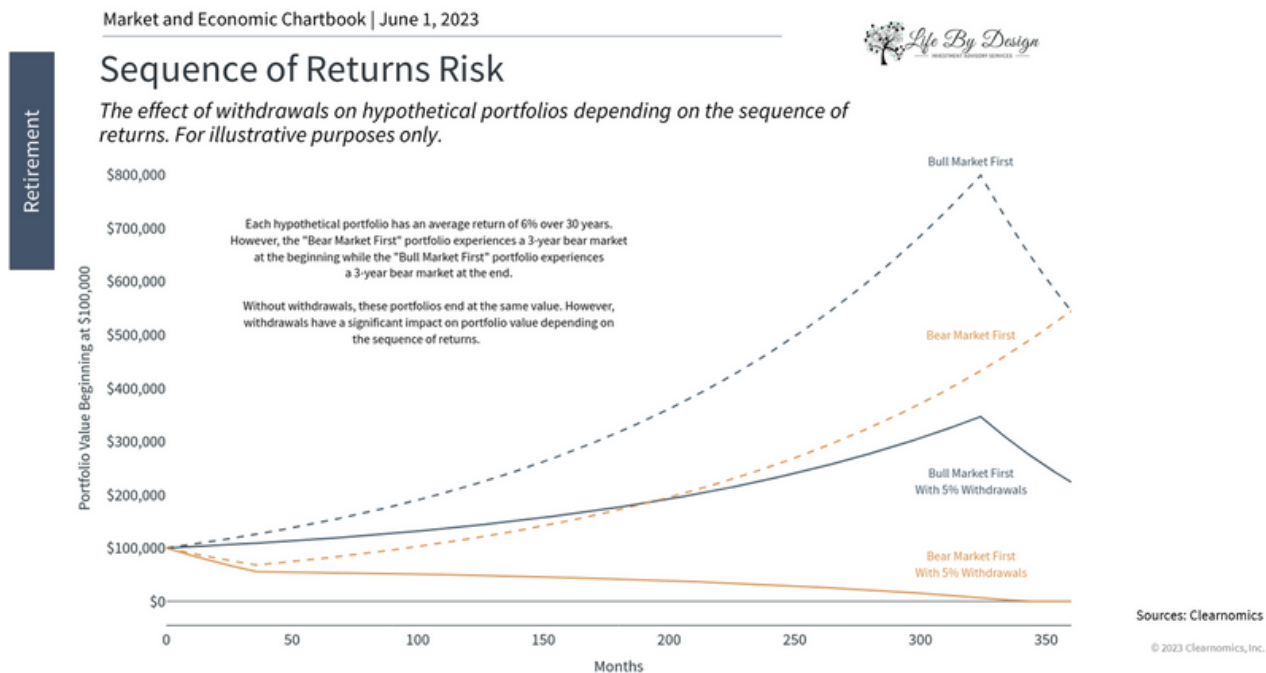 Market and Economic Chartbook | June 1, 2023
Life By Design
INVESTMENT ADVISORY SERVICES
Retirement
Sequence of Returns Risk
The effect of withdrawals on hypothetical portfolios depending on the sequence of
returns. For illustrative purposes only.
Portfolio Value Beginning at $100,000
$800,000
$700,000
$600,000
$500,000
$400,000
$300,000
$200,000
$100,000
$0
Each hypothetical portfolio has an average return of 6% over 30 years.
However, the "Bear Market First" portfolio experiences a 3-year bear market
at the beginning while the "Bull Market First" portfolio experiences
a 3-year bear market at the end.
Without withdrawals, these portfolios end at the same value. However,
withdrawals have a significant impact on portfolio value depending on
the sequence of returns.
Bull Market First
Bear Market First
Bull Market First
With 5% Withdrawals
Bear Market First
With 5% Withdrawals
0 50 100 150 200 250 300 350
Months
Sources: Clearnomics
© 2023 Clearnomics, Inc.